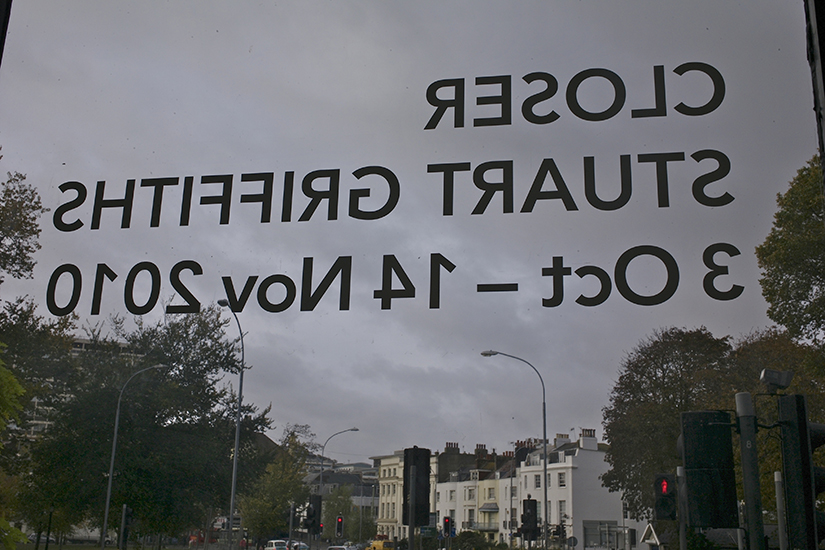 CLOSER
STUART GRIFFITHS
3 Oct – 14 Nov 2010